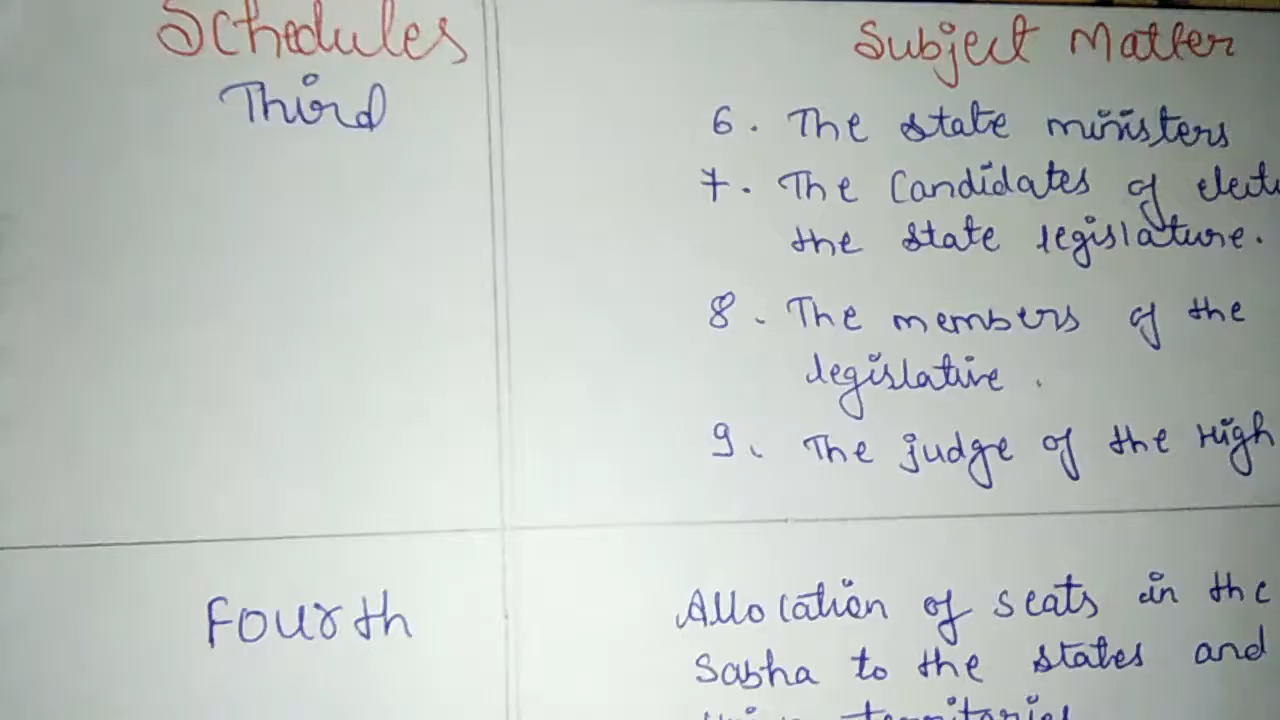 Schedules Subject Matter
Third
6. The state ministers
7. The Candidates of
the state legislature.
8. The members of the
legislative.
9. The judge of the High
Fourth
Allocation of seats in the
Sabha to the states and
territories